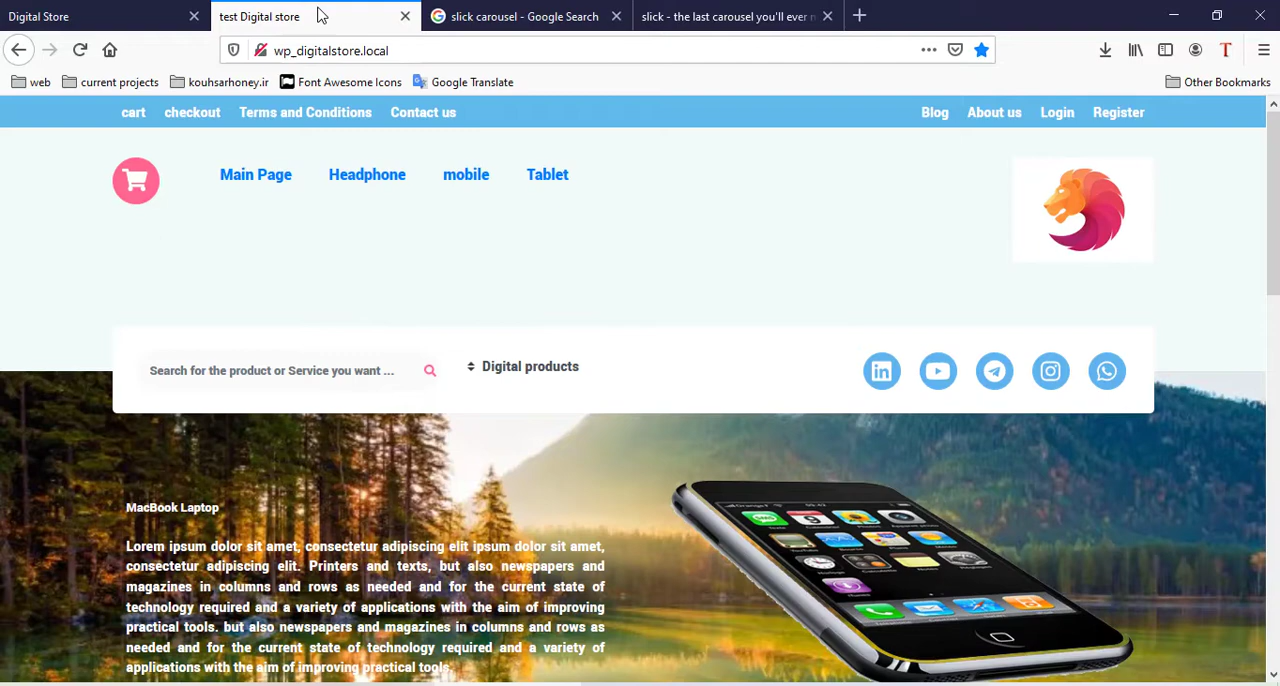 Digital Store
test Digital store
slick carousel - Google Search
slick - the last carousel you'll ever n
wp_digitalstore.local
web
current projects
kouhsarhoney.ir
Font Awesome Icons
Google Translate
Other Bookmarks
cart
checkout
Terms and Conditions
Contact us
Blog
About us
Login
Register
Main Page
Headphone
mobile
Tablet
Search for the product or Service you want ...
Digital products
MacBook Laptop
Lorem ipsum dolor sit amet, consectetur adipiscing elit ipsum dolor sit amet,
consectetur adipiscing elit. Printers and texts, but also newspapers and
magazines in columns and rows as needed and for the current state of
technology required and a variety of applications with the aim of improving
practical tools. but also newspapers and magazines in columns and rows as
needed and for the current state of technology required and a variety of
applications with the aim of improving practical tools.